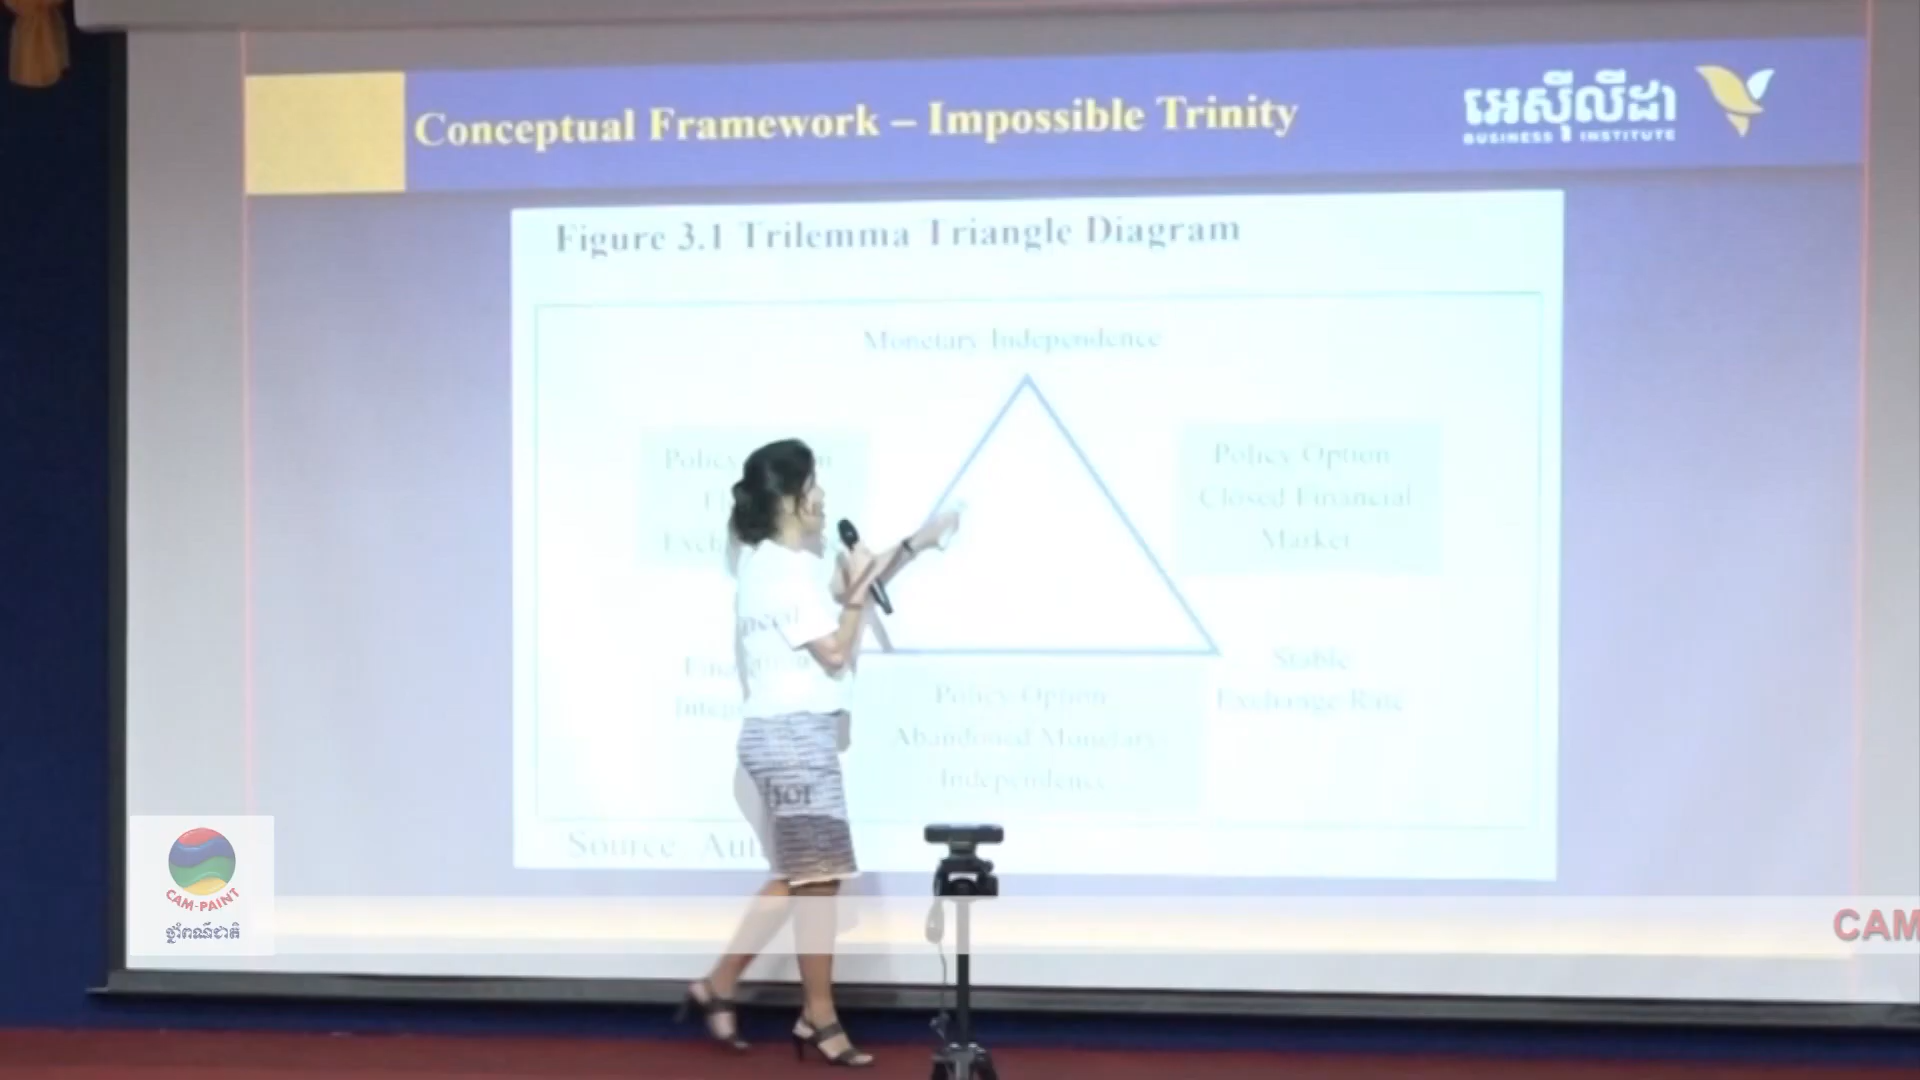 Conceptual Framework – Impossible Trinity
អេស៊ីលីដា
BUSINESS INSTITUTE
Figure 3.1 Trilemma Triangle Diagram
Monetary Independence
Policy
Policy Option
Closed Financial
Market
Stable
Exchange Rate
Policy Option
Abandoned Monetary
Independence
Source
CAM-PAINT
ថ្នាំពណ៌ជាតិ
CAM